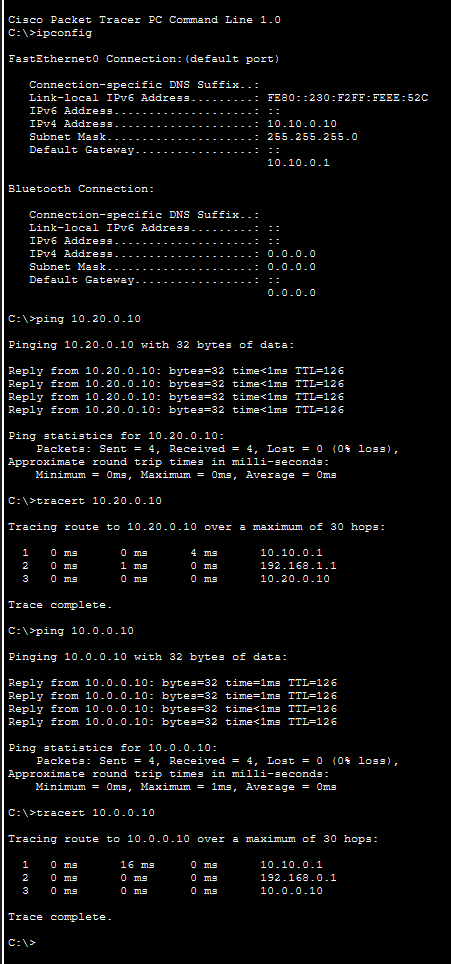 Cisco Packet Tracer PC Command Line 1.0
C:\>ipconfig
FastEthernet0 Connection:(default port)
Connection-specific DNS Suffix..:
Link-local IPv6 Address.........: FE80::230:F2FF:FEEE:52C
IPv6 Address....................: ::
IPv4 Address....................: 10.10.0.10
Subnet Mask.....................: 255.255.255.0
Default Gateway.................: ::
10.10.0.1
Bluetooth Connection:
Connection-specific DNS Suffix..:
Link-local IPv6 Address.........: ::
IPv6 Address....................: ::
IPv4 Address....................: 0.0.0.0
Subnet Mask.....................: 0.0.0.0
Default Gateway.................: ::
0.0.0.0
C:\>ping 10.20.0.10
Pinging 10.20.0.10 with 32 bytes of data:
Reply from 10.20.0.10: bytes=32 time<1ms TTL=126
Reply from 10.20.0.10: bytes=32 time<1ms TTL=126
Reply from 10.20.0.10: bytes=32 time<1ms TTL=126
Reply from 10.20.0.10: bytes=32 time<1ms TTL=126
Ping statistics for 10.20.0.10:
Packets: Sent = 4, Received = 4, Lost = 0 (0% loss),
Approximate round trip times in milli-seconds:
Minimum = 0ms, Maximum = 0ms, Average = 0ms
C:\>tracert 10.20.0.10
Tracing route to 10.20.0.10 over a maximum of 30 hops:
1 0 ms 0 ms 4 ms 10.10.0.1
2 0 ms 1 ms 0 ms 192.168.1.1
3 0 ms 0 ms 0 ms 10.20.0.10
Trace complete.
C:\>ping 10.0.0.10
Pinging 10.0.0.10 with 32 bytes of data:
Reply from 10.0.0.10: bytes=32 time=1ms TTL=126
Reply from 10.0.0.10: bytes=32 time<1ms TTL=126
Reply from 10.0.0.10: bytes=32 time<1ms TTL=126
Reply from 10.0.0.10: bytes=32 time<1ms TTL=126
Ping statistics for 10.0.0.10:
Packets: Sent = 4, Received = 4, Lost = 0 (0% loss),
Approximate round trip times in milli-seconds:
Minimum = 0ms, Maximum = 1ms, Average = 0ms
C:\>tracert 10.0.0.10
Tracing route to 10.0.0.10 over a maximum of 30 hops:
1 0 ms 16 ms 0 ms 10.10.0.1
2 0 ms 0 ms 0 ms 192.168.0.1
3 0 ms 0 ms 0 ms 10.0.0.10
Trace complete.
C:\>